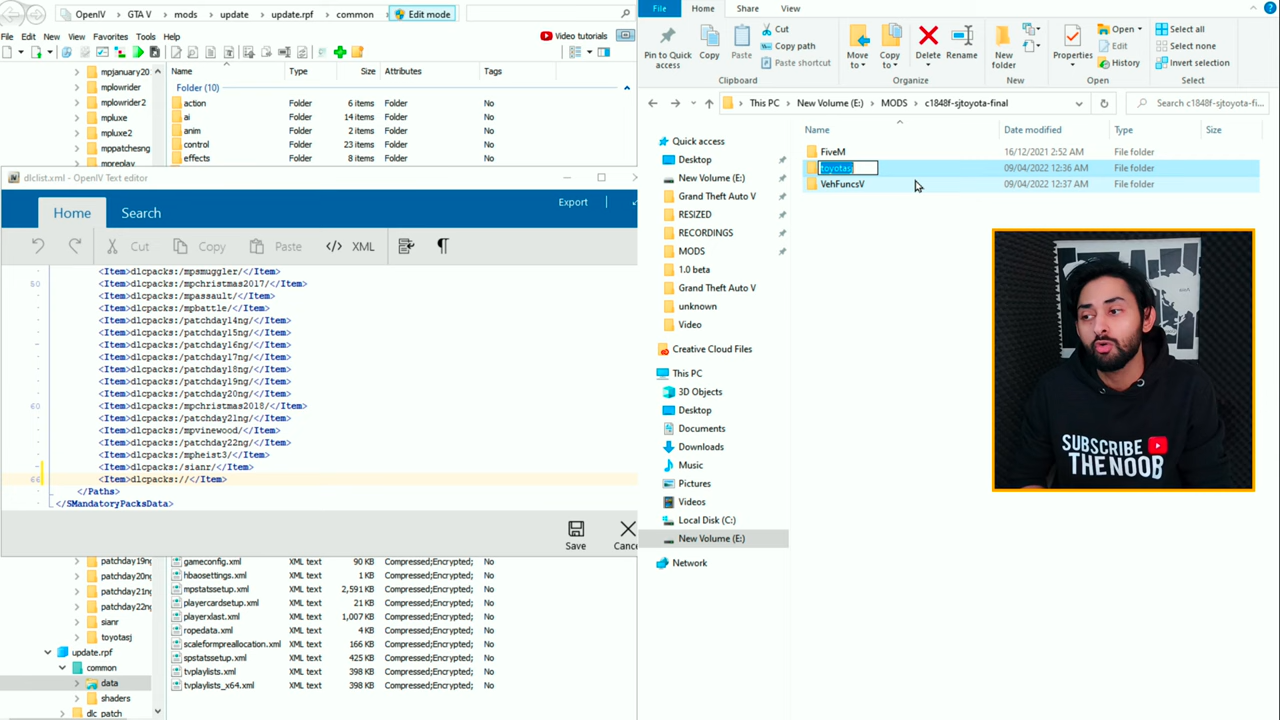 OpenIV › GTA V › mods › update › update.rpf › common › Edit mode
File Edit New View Favorites Tools Help Video tutorials
mpjanuary20
mplowrider
mplowrider2
mpluxe
mpluxe2
mppatchesng
mpreplay
Name Type Size Attributes Tags
Folder (10)
action Folder 6 items Folder; No
ai Folder 14 items Folder; No
anim Folder 2 items Folder; No
control Folder 23 items Folder; No
effects Folder 8 items Folder; No
dlclist.xml - OpenIV Text editor
Home Search Export
Cut Copy Paste </> XML ¶
<Item>dlcpacks:/mpsmuggler/</Item>
50 <Item>dlcpacks:/mpchristmas2017/</Item>
<Item>dlcpacks:/mpassault/</Item>
<Item>dlcpacks:/mpbattle/</Item>
<Item>dlcpacks:/patchday14ng/</Item>
<Item>dlcpacks:/patchday15ng/</Item>
<Item>dlcpacks:/patchday16ng/</Item>
<Item>dlcpacks:/patchday17ng/</Item>
<Item>dlcpacks:/patchday18ng/</Item>
<Item>dlcpacks:/patchday19ng/</Item>
<Item>dlcpacks:/patchday20ng/</Item>
60 <Item>dlcpacks:/mpchristmas2018/</Item>
<Item>dlcpacks:/patchday21ng/</Item>
<Item>dlcpacks:/mpvinewood/</Item>
<Item>dlcpacks:/patchday22ng/</Item>
<Item>dlcpacks:/mpheist3/</Item>
<Item>dlcpacks:/sianr/</Item>
66 <Item>dlcpacks://</Item>
</Paths>
</SMandatoryPacksData>
Save Cance
patchday19ng
patchday20ng
patchday21ng
patchday22ng
sianr
toyotasj
update.rpf
common
data
shaders
dlc_patch
gameconfig.xml XML text 90 KB Compressed;Encrypted; No
hbaosettings.xml XML text 1 KB Compressed;Encrypted; No
mpstatssetup.xml XML text 2,591 KB Compressed;Encrypted; No
playercardsetup.xml XML text 21 KB Compressed;Encrypted; No
playerxlast.xml XML text 1,007 KB Compressed;Encrypted; No
ropedata.xml XML text 4 KB Compressed;Encrypted; No
scaleformpreallocation.xml XML text 166 KB Compressed;Encrypted; No
spstatssetup.xml XML text 425 KB Compressed;Encrypted; No
tvplaylists.xml XML text 398 KB Compressed;Encrypted; No
tvplaylists_x64.xml XML text 398 KB Compressed;Encrypted; No
File Home Share View
Pin to Quick access
Copy
Paste
Cut
Copy path
Paste shortcut
Move to
Copy to
Delete
Rename
New folder
Properties
Open
Edit
History
Select all
Select none
Invert selection
Clipboard Organize New Open Select
This PC › New Volume (E:) › MODS › c1848f-sjtoyota-final
Search c1848f-sjtoyota-fi...
Name Date modified Type Size
FiveM 16/12/2021 2:52 AM File folder
toyotasj 09/04/2022 12:36 AM File folder
VehFuncsV 09/04/2022 12:37 AM File folder
Quick access
Desktop
New Volume (E:)
Grand Theft Auto V
RESIZED
RECORDINGS
MODS
1.0 beta
Grand Theft Auto V
unknown
Video
Creative Cloud Files
This PC
3D Objects
Desktop
Documents
Downloads
Music
Pictures
Videos
Local Disk (C:)
New Volume (E:)
Network
SUBSCRIBE
THENOOB